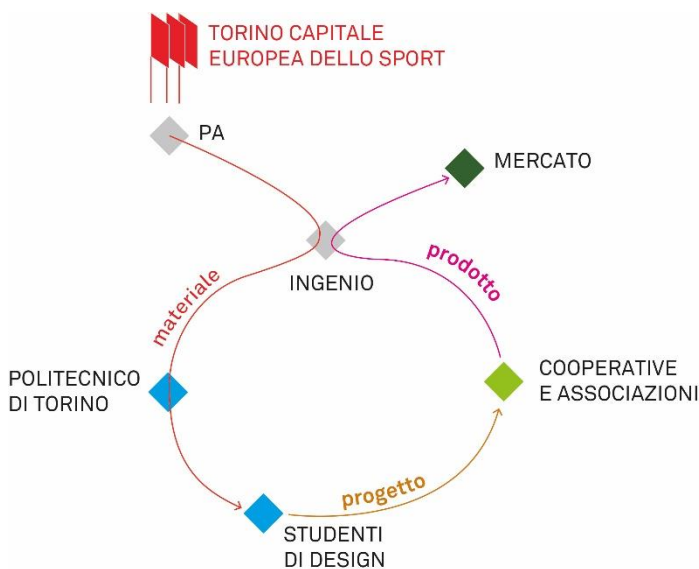 TORINO CAPITALE
EUROPEA DELLO SPORT
PA
MERCATO
INGENIO
materiale
prodotto
POLITECNICO
DI TORINO
COOPERATIVE
E ASSOCIAZIONI
progetto
STUDENTI
DI DESIGN